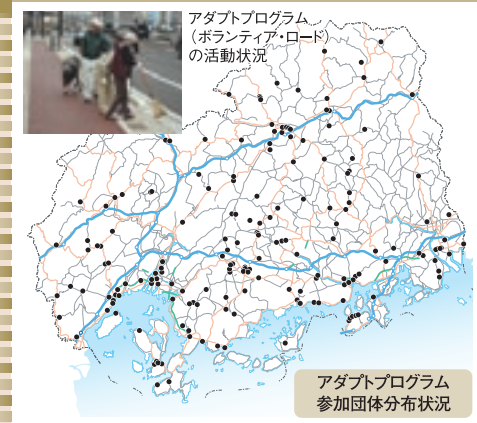 アダプトプログラム
（ボランティア・ロード）
の活動状況
アダプトプログラム
参加団体分布状況